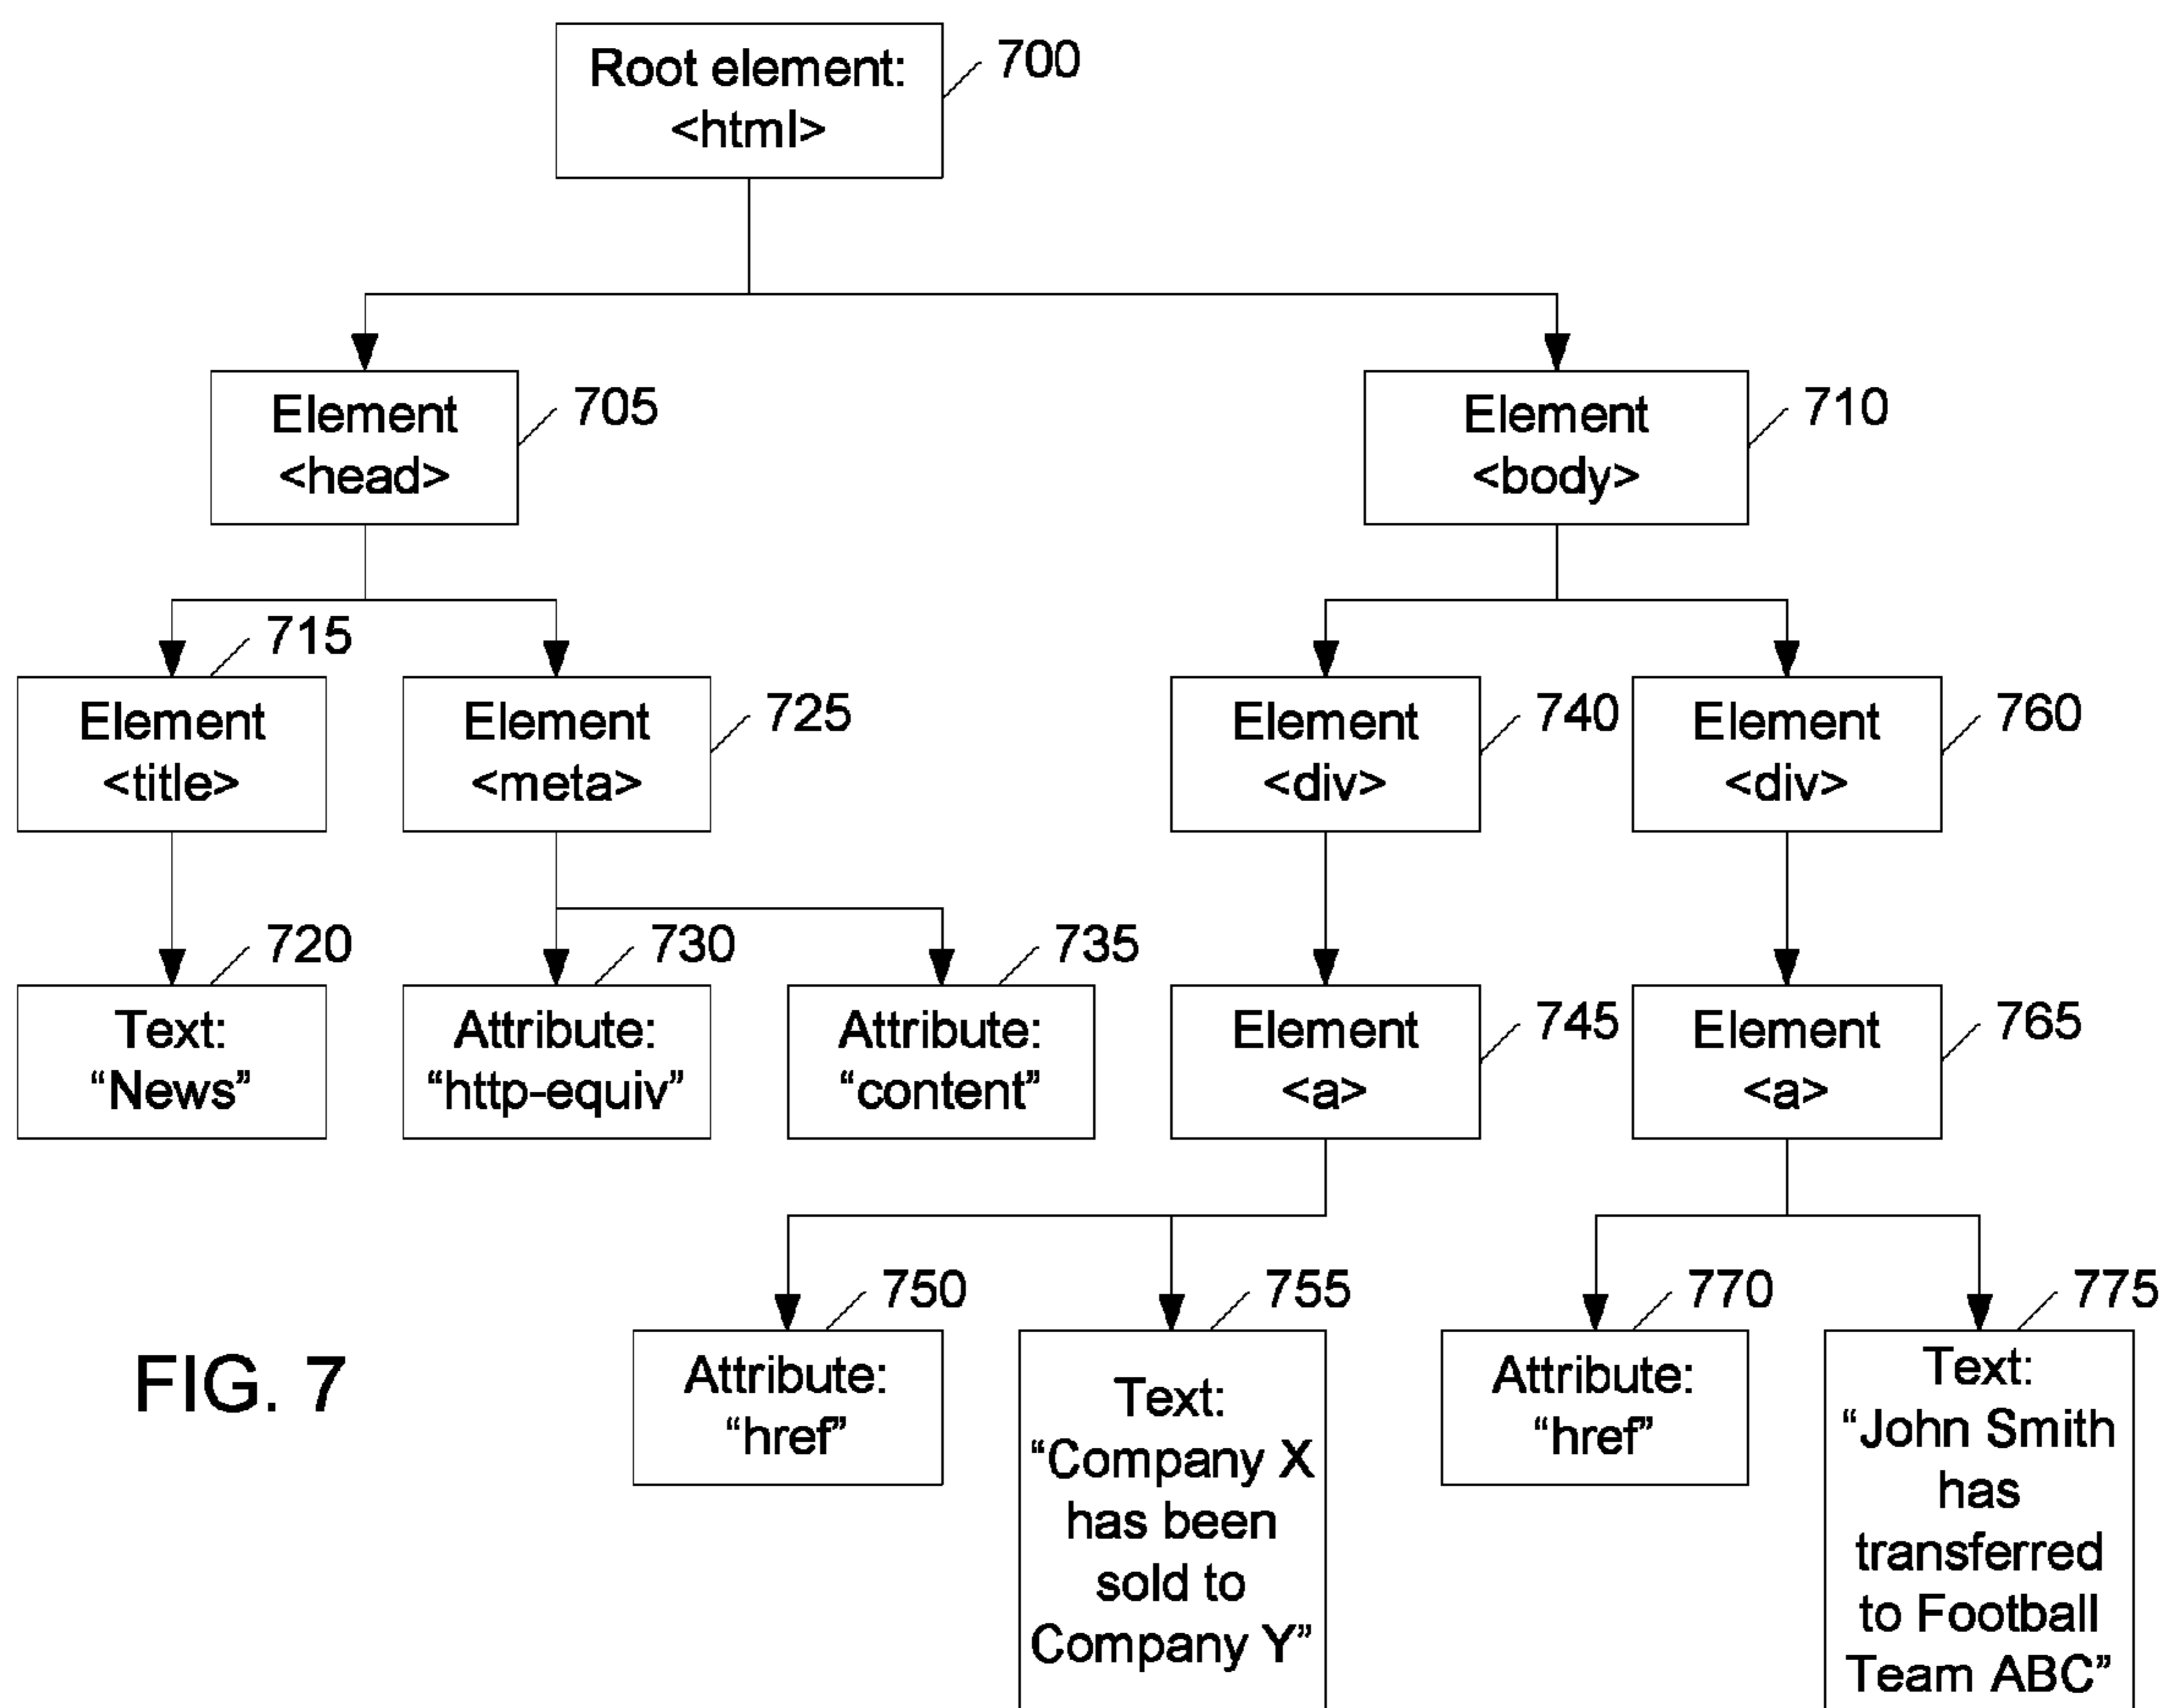 Root element:
<html>
700
Element
<head>
705
Element
<body>
710
715
Element
<title>
Element
<meta>
725
Element
<div>
740
Element
<div>
760
720
Text:
“News”
730
Attribute:
“http-equiv”
735
Attribute:
“content”
Element
<a>
745
Element
<a>
765
750
Attribute:
“href”
755
Text:
“Company X
has been
sold to
Company Y”
770
Attribute:
“href”
775
Text:
“John Smith
has
transferred
to Football
Team ABC”
FIG. 7